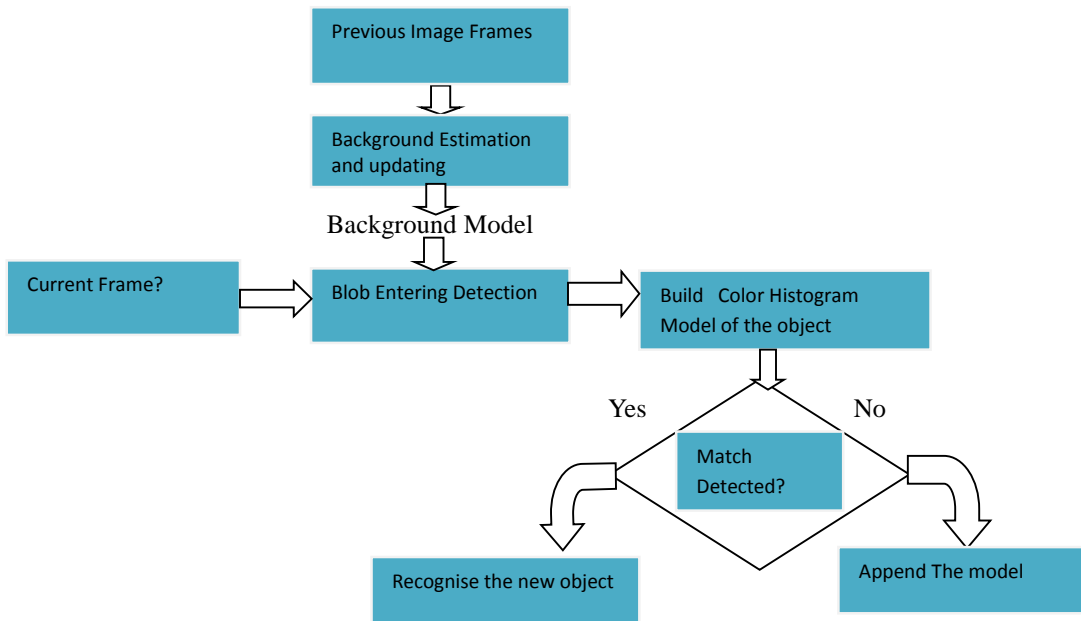 Previous Image Frames
Background Estimation
and updating
Background Model
Current Frame?
Blob Entering Detection
Build Color Histogram
Model of the object
Yes
No
Match
Detected?
Recognise the new object
Append The model